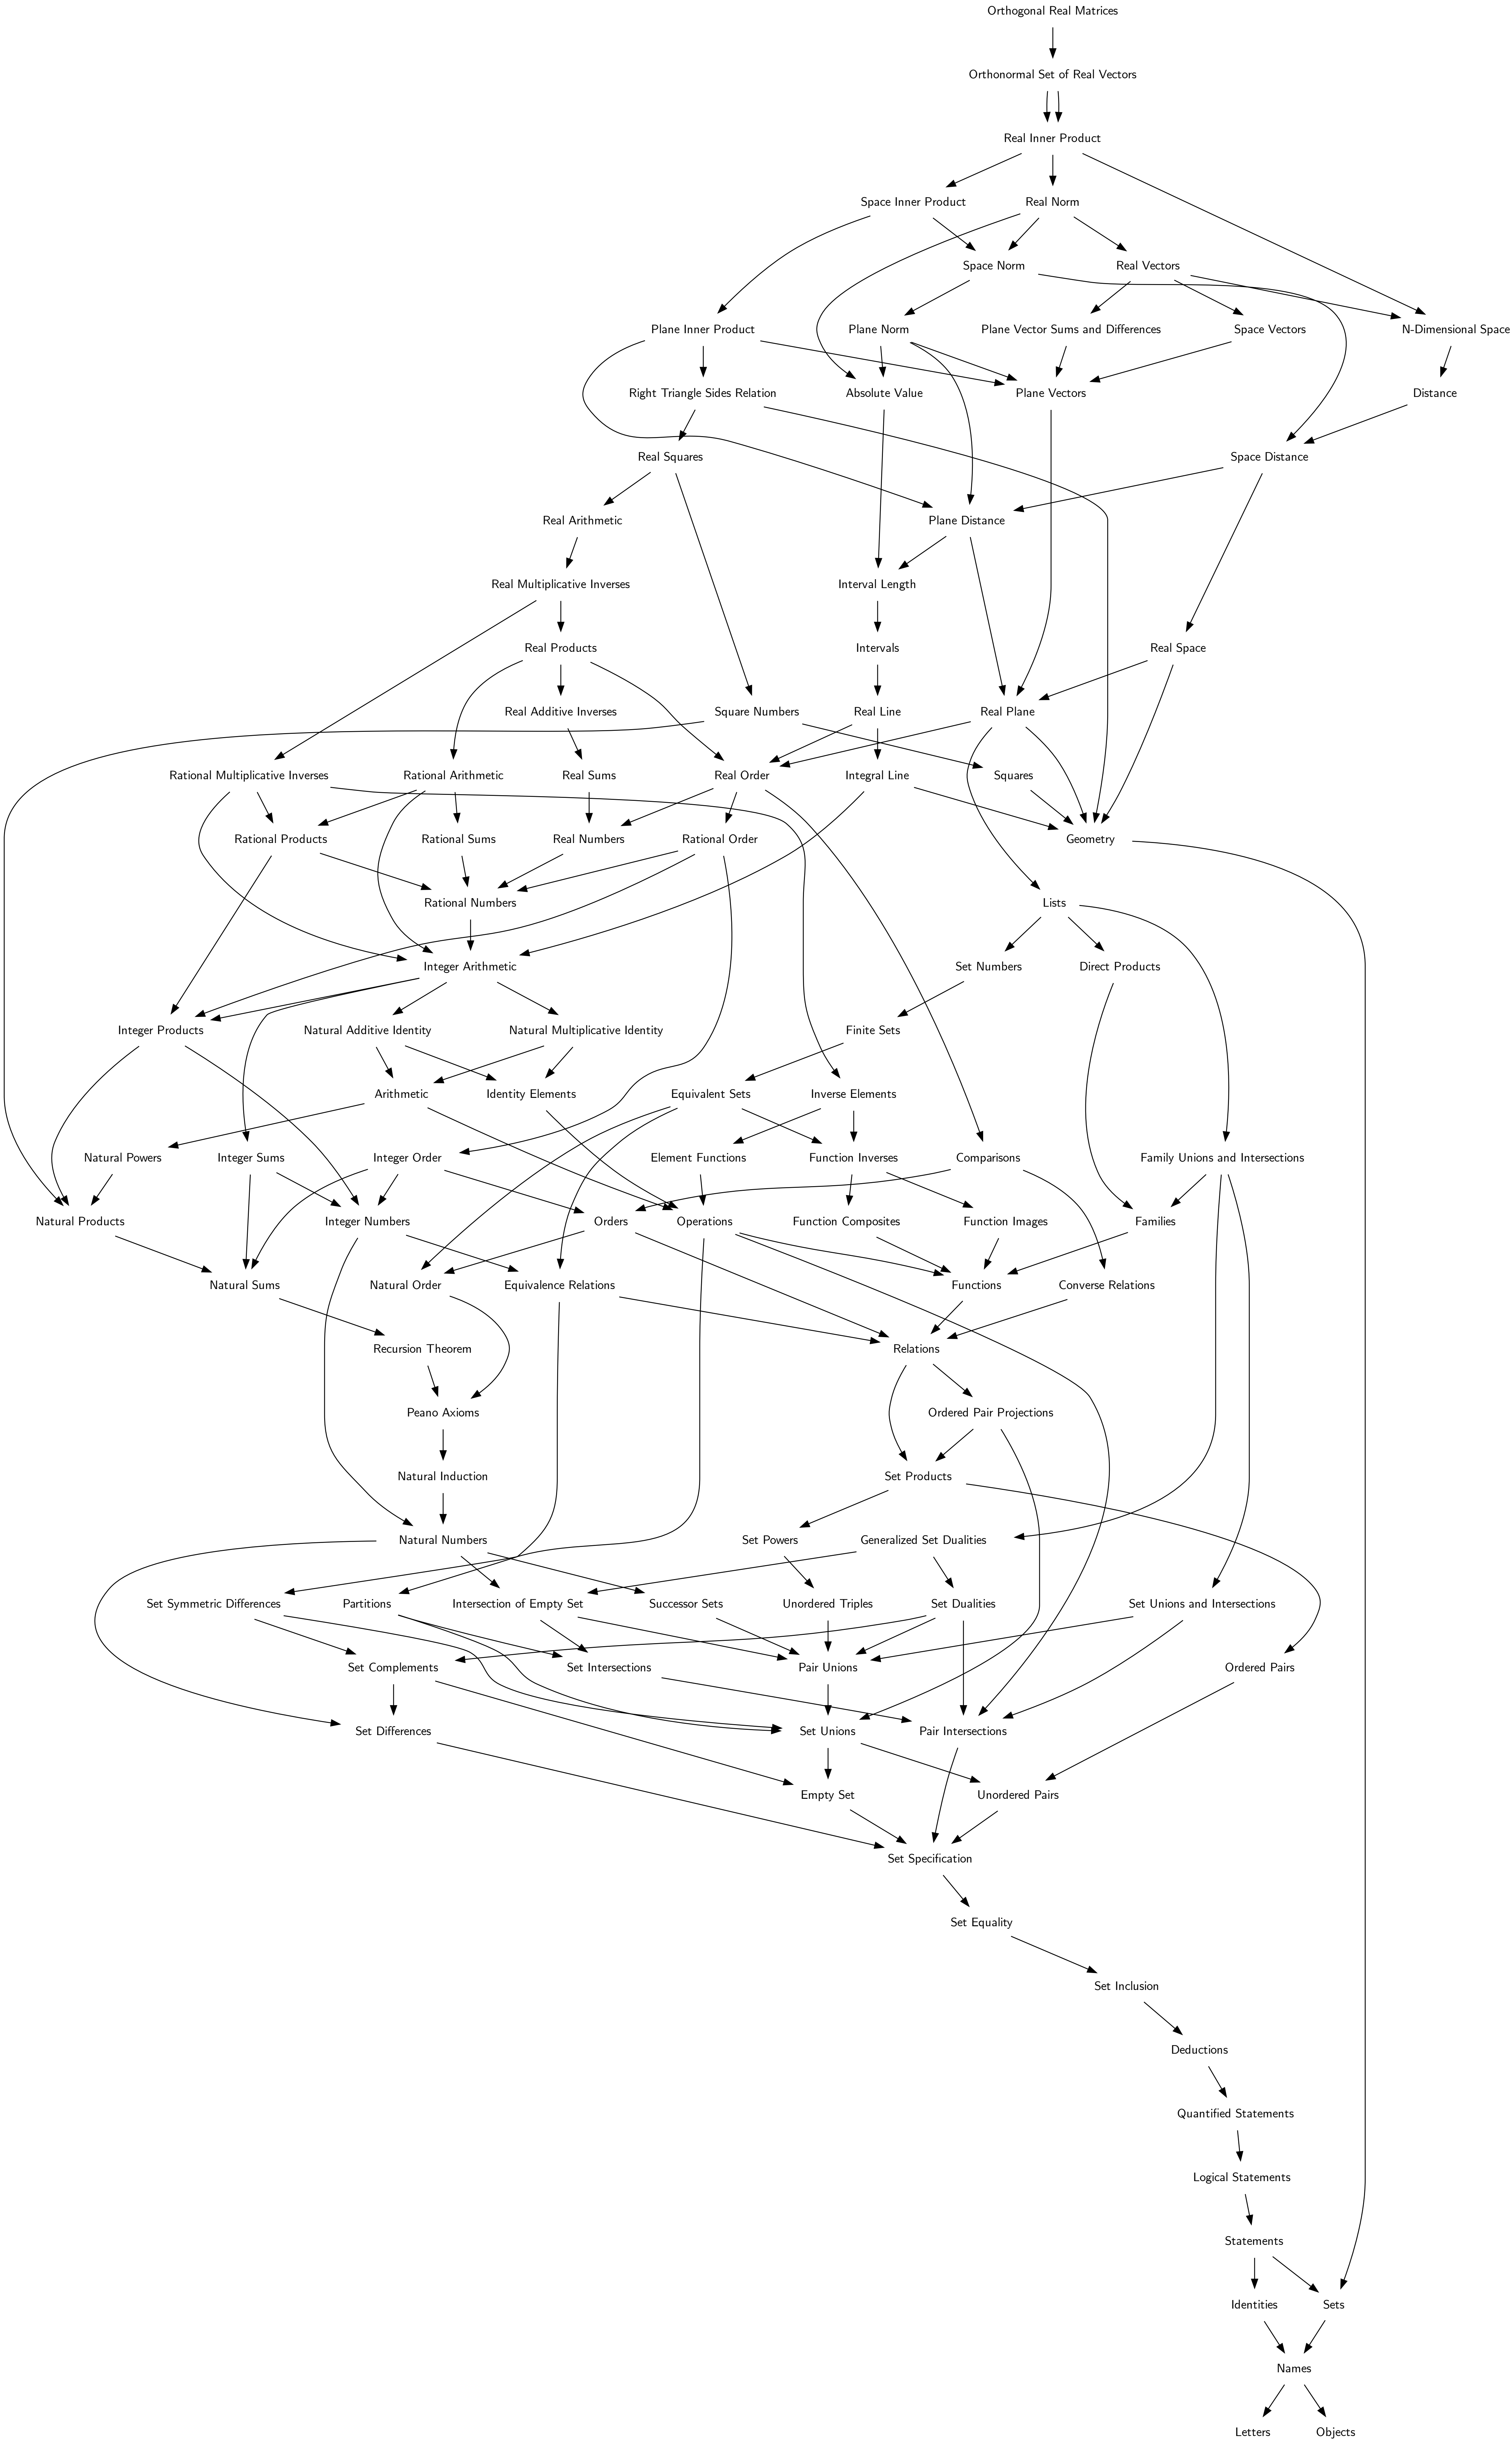 Orthogonal Real Matrices
Orthonormal Set of Real Vectors
Real Inner Product
Space Inner Product
Real Norm
Space Norm
Real Vectors
Plane Inner Product
Plane Norm
Plane Vector Sums and Differences
Space Vectors
N-Dimensional Space
Right Triangle Sides Relation
Absolute Value
Plane Vectors
Distance
Real Squares
Space Distance
Real Arithmetic
Plane Distance
Real Multiplicative Inverses
Interval Length
Real Products
Intervals
Real Space
Real Additive Inverses
Square Numbers
Real Line
Real Plane
Rational Multiplicative Inverses
Rational Arithmetic
Real Sums
Real Order
Integral Line
Squares
Rational Products
Rational Sums
Real Numbers
Rational Order
Geometry
Rational Numbers
Lists
Integer Arithmetic
Set Numbers
Direct Products
Integer Products
Natural Additive Identity
Natural Multiplicative Identity
Finite Sets
Arithmetic
Identity Elements
Equivalent Sets
Inverse Elements
Natural Powers
Integer Sums
Integer Order
Element Functions
Function Inverses
Comparisons
Family Unions and Intersections
Natural Products
Integer Numbers
Orders
Operations
Function Composites
Function Images
Families
Natural Sums
Natural Order
Equivalence Relations
Functions
Converse Relations
Recursion Theorem
Relations
Peano Axioms
Ordered Pair Projections
Natural Induction
Set Products
Natural Numbers
Set Powers
Generalized Set Dualities
Set Symmetric Differences
Partitions
Intersection of Empty Set
Successor Sets
Unordered Triples
Set Dualities
Set Unions and Intersections
Set Complements
Set Intersections
Pair Unions
Ordered Pairs
Set Differences
Set Unions
Pair Intersections
Empty Set
Unordered Pairs
Set Specification
Set Equality
Set Inclusion
Deductions
Quantified Statements
Logical Statements
Statements
Identities
Sets
Names
Letters
Objects